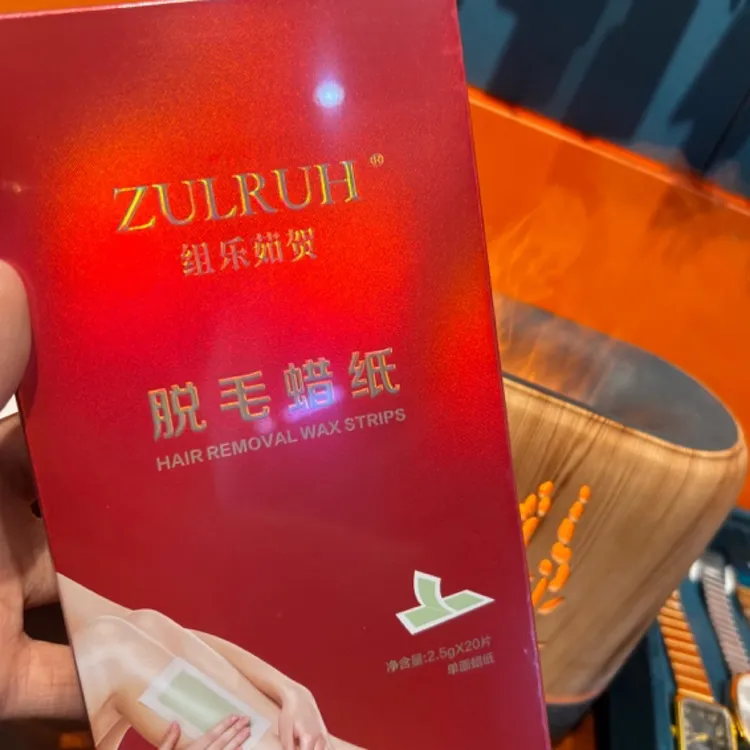 ZULRUH®
组乐茹贺
脱毛蜡纸
HAIR REMOVAL WAX STRIPS
净含量:2.5gX20片
单面蜡纸